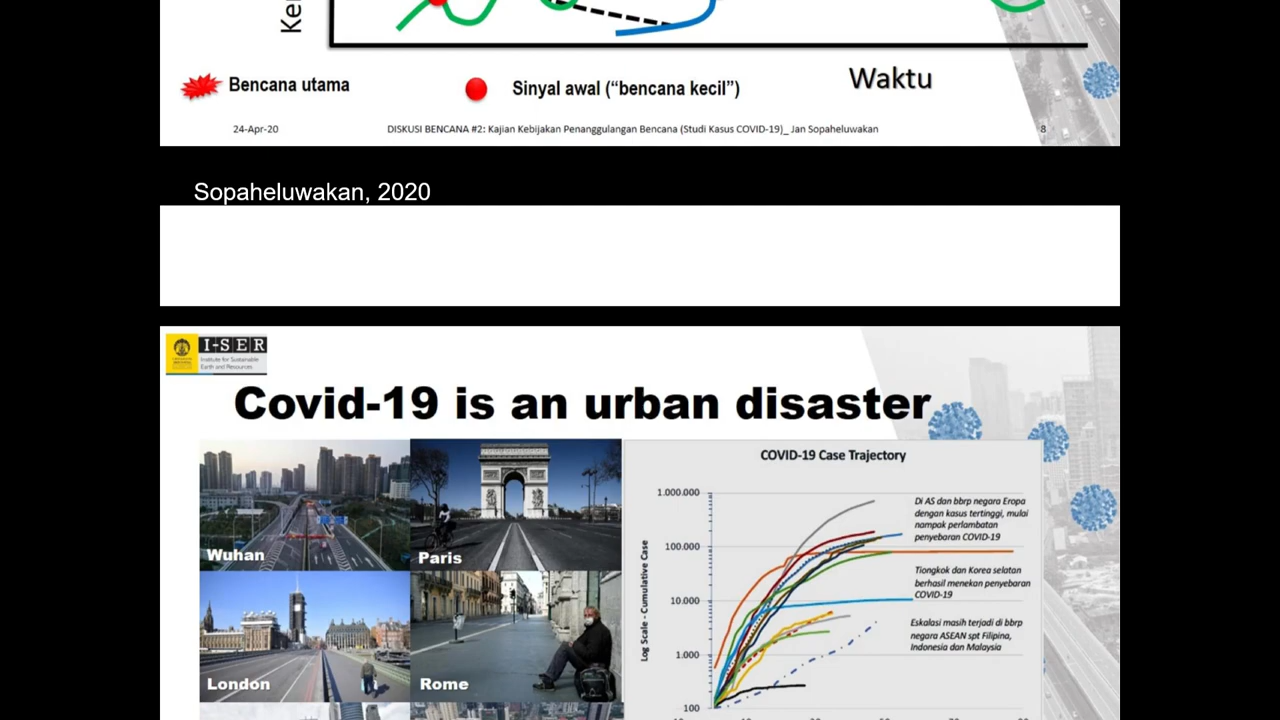 Ke
Bencana utama
Sinyal awal (“bencana kecil”)
Waktu
24-Apr-20
DISKUSI BENCANA #2: Kajian Kebijakan Penanggulangan Bencana (Studi Kasus COVID-19)_ Jan Sopaheluwakan
8
Sopaheluwakan, 2020
I-SER
Institute for Sustainable
Earth and Resources
Covid-19 is an urban disaster
Wuhan
Paris
London
Rome
COVID-19 Case Trajectory
Log Scale - Cumulative Case
1.000.000
100.000
10.000
1.000
100
Di AS dan bbrp negara Eropa
dengan kasus tertinggi, mulai
nampak perlambatan
penyebaran COVID-19
Tiongkok dan Korea selatan
berhasil menekan penyebaran
COVID-19
Eskalasi masih terjadi di bbrp
negara ASEAN spt Filipina,
Indonesia dan Malaysia